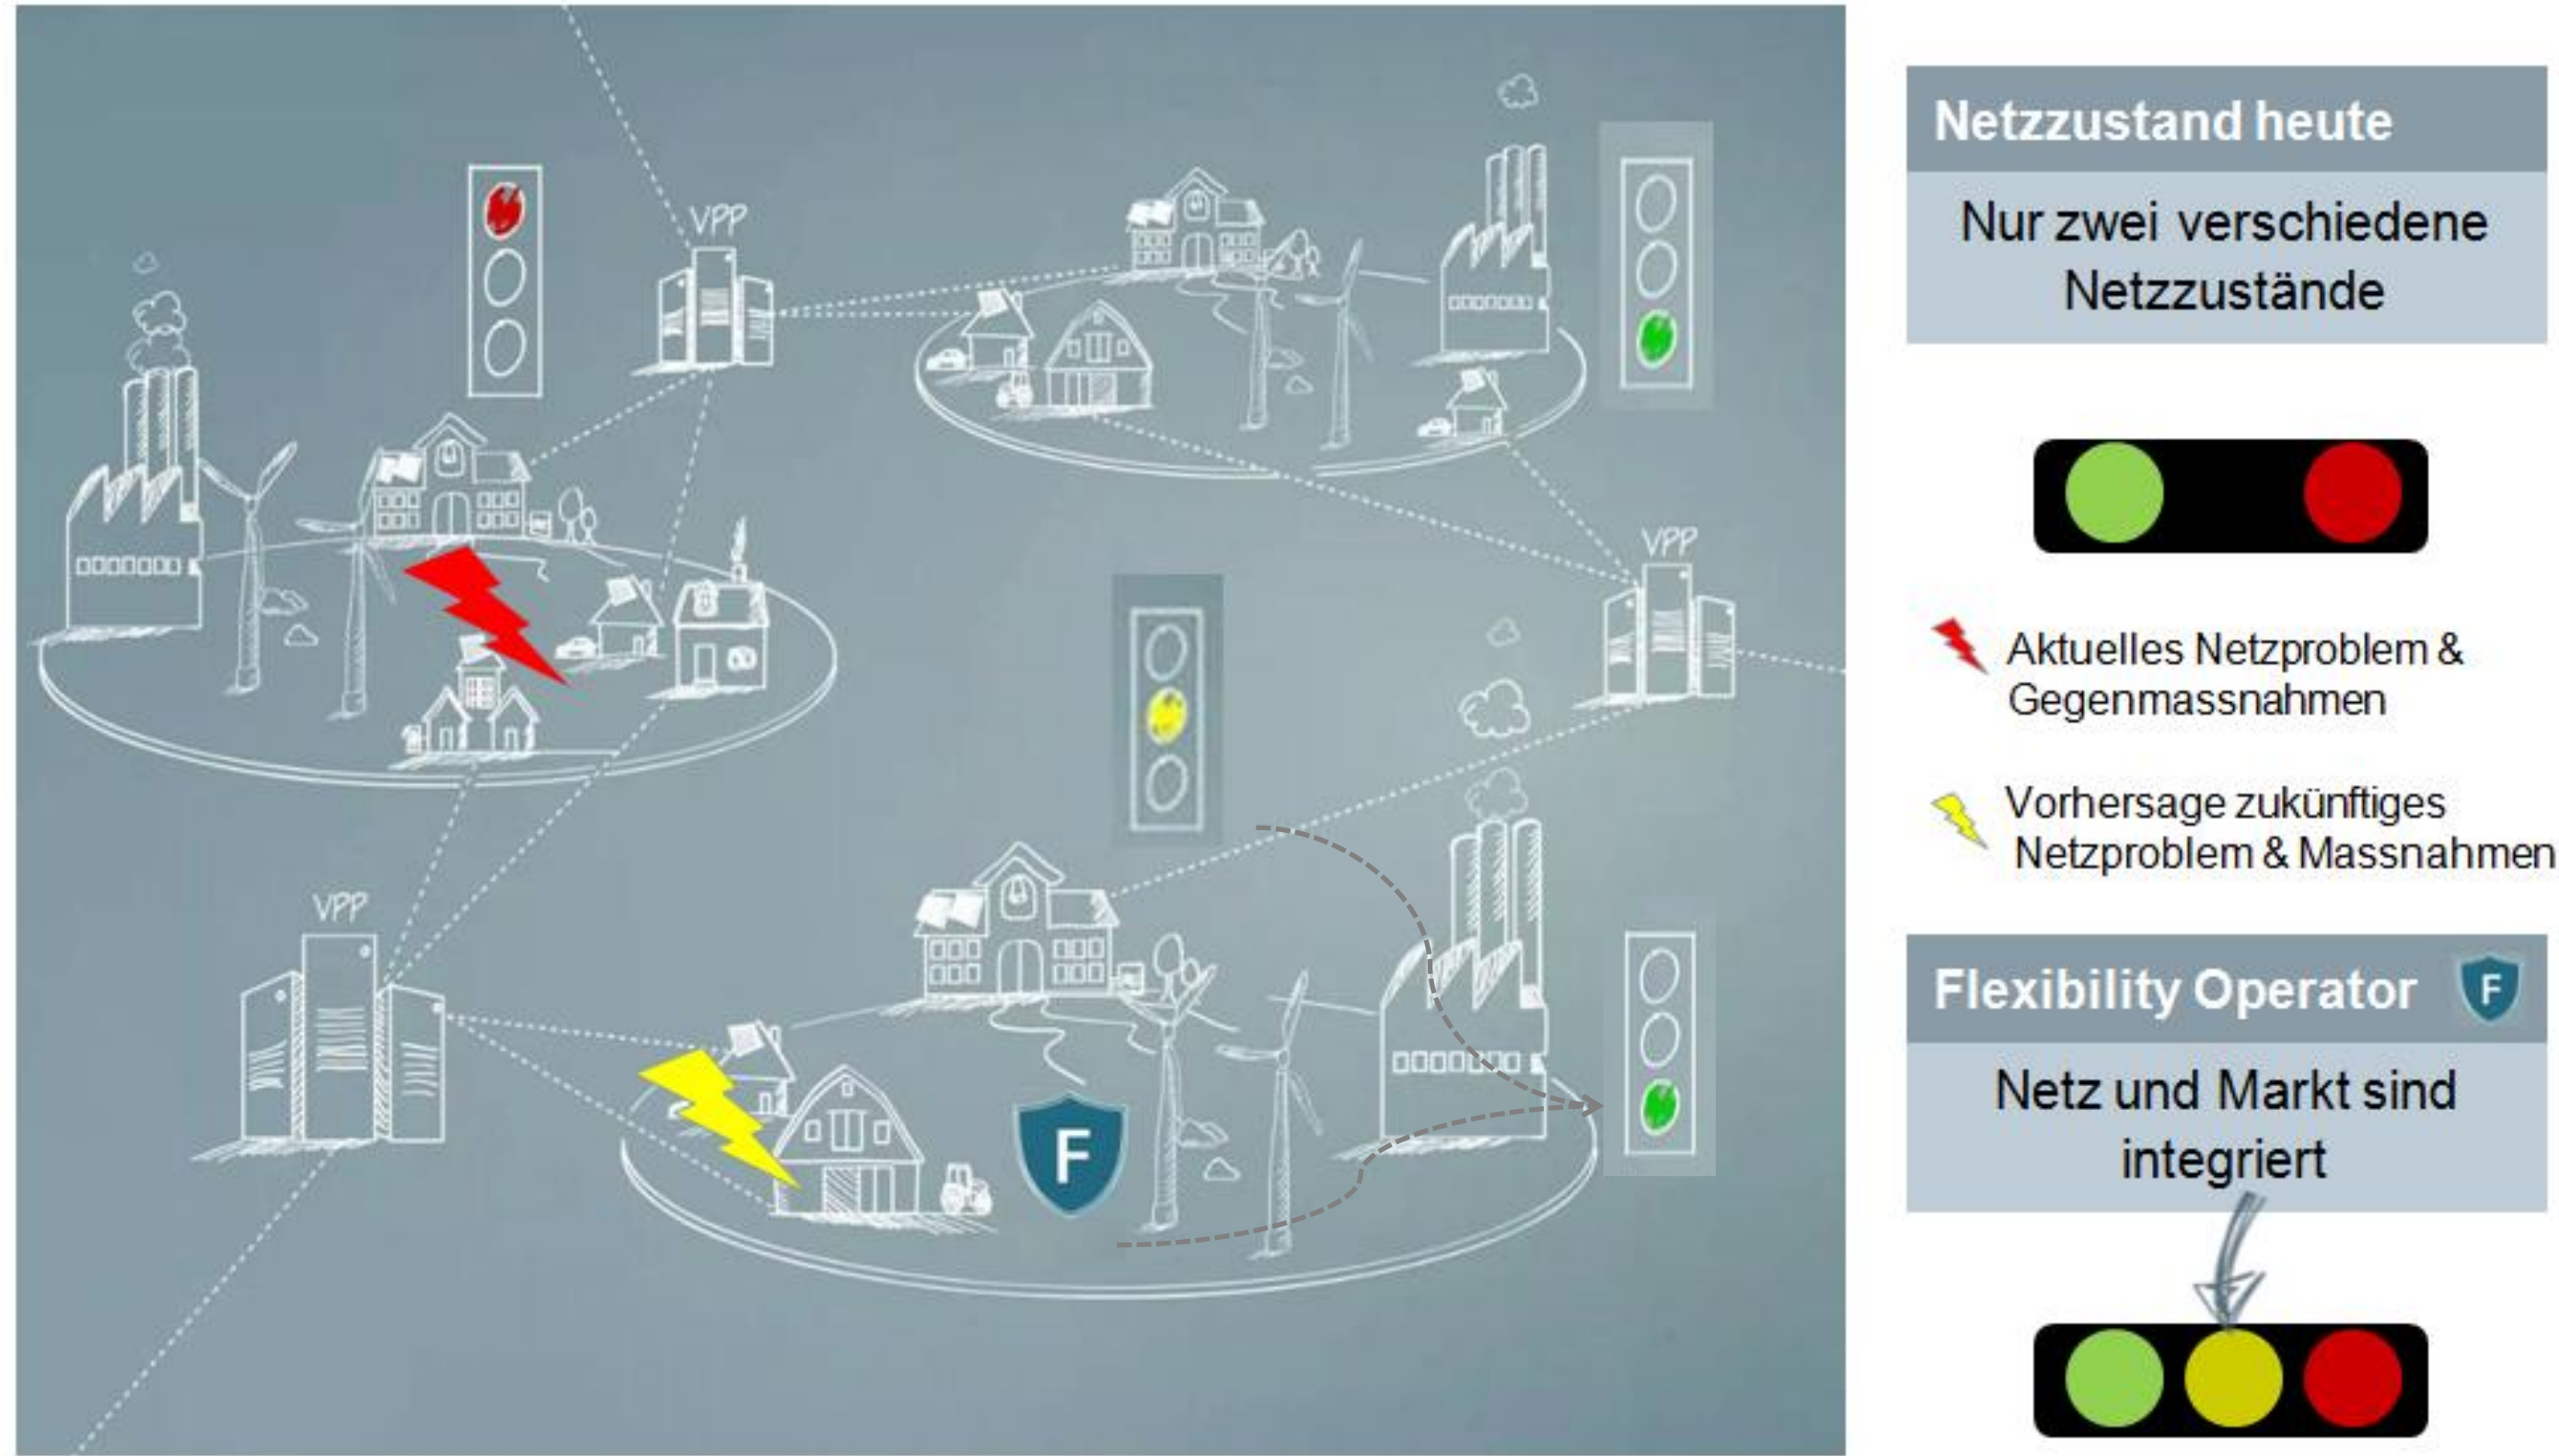 VPP
VPP
VPP
F
Netzzustand heute
Nur zwei verschiedene
Netzzustände
Aktuelles Netzproblem &
Gegenmassnahmen
Vorhersage zukünftiges
Netzproblem & Massnahmen
Flexibility Operator F
Netz und Markt sind
integriert